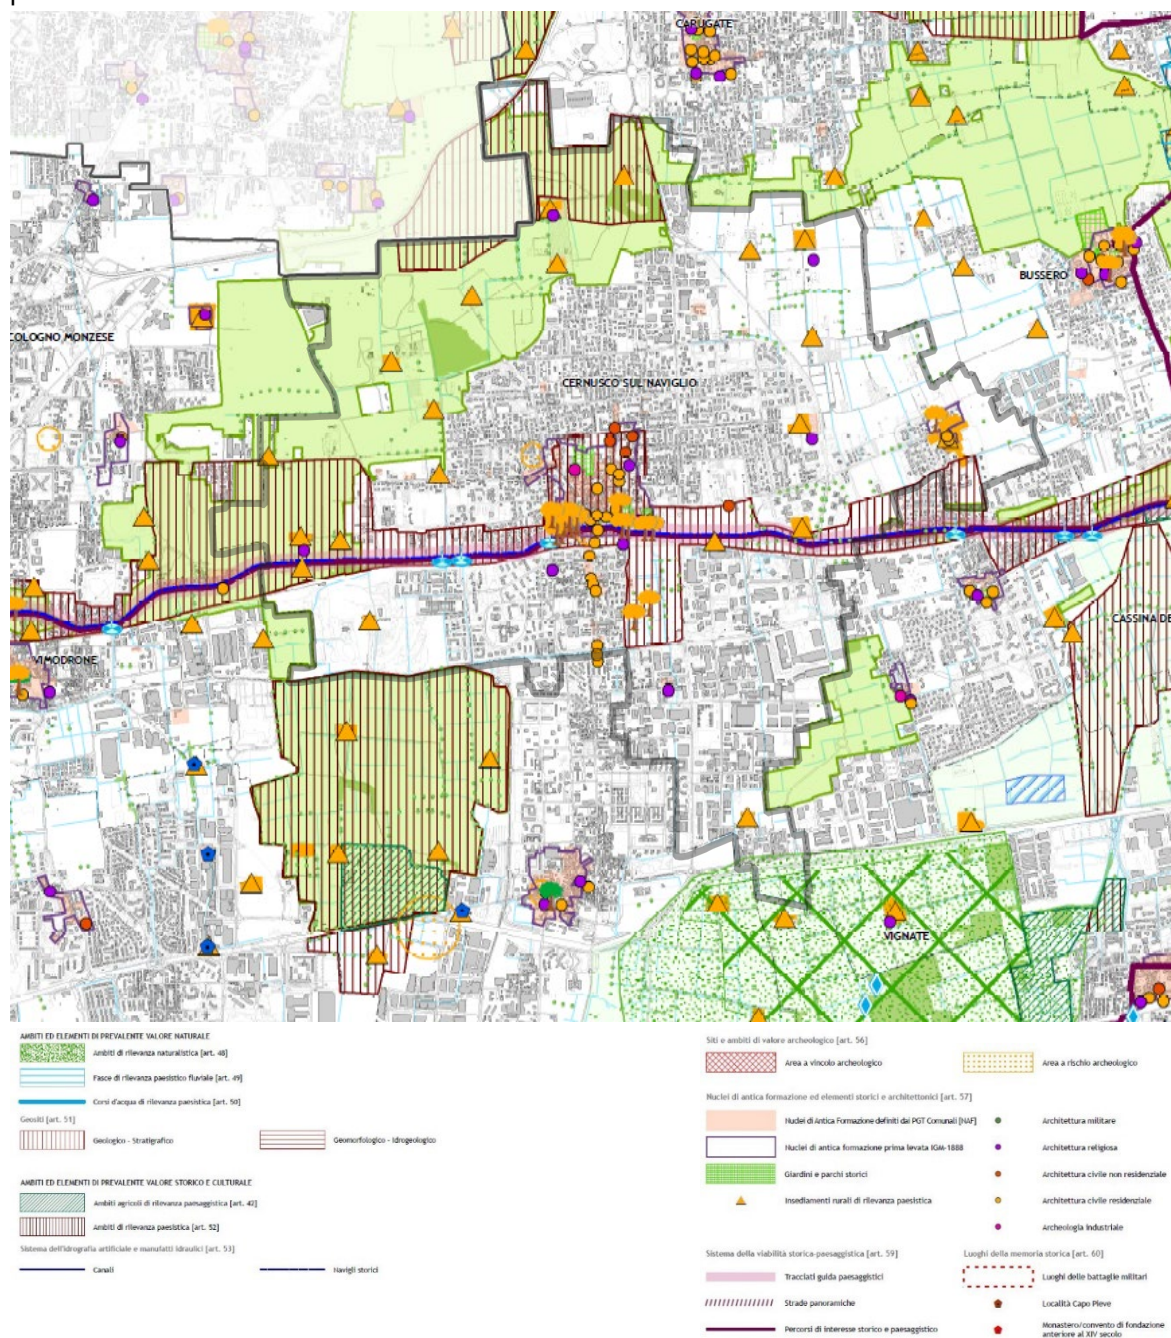 CARUGATE
BUSSERO
COLOGNO MONZESE
CERNUSCO SUL NAVIGLIO
CASSINA DE
VIMODRONE
VIGNATE
AMBITI ED ELEMENTI DI PREVALENTE VALORE NATURALE
Ambiti di rilevanza naturalistica [art. 48]
Fasce di rilevanza paesistico fluviale [art. 49]
Corsi d'acqua di rilevanza paesistica [art. 50]
Geositi [art. 51]
Geologico - Stratigrafico
Geomorfologico - Idrogeologico
AMBITI ED ELEMENTI DI PREVALENTE VALORE STORICO E CULTURALE
Ambiti agricoli di rilevanza paesaggistica [art. 42]
Ambiti di rilevanza paesistica [art. 52]
Sistema dell'idrografia artificiale e manufatti idraulici [art. 53]
Canali
Navigli storici
Siti e ambiti di valore archeologico [art. 56]
Area a vincolo archeologico
Area a rischio archeologico
Nuclei di antica formazione ed elementi storici e architettonici [art. 57]
Nuclei di Antica Formazione definiti dai PGT Comunali [NAF]
Architettura militare
Nuclei di antica formazione prima levata IGM-1888
Architettura religiosa
Giardini e parchi storici
Architettura civile non residenziale
Insediamenti rurali di rilevanza paesistica
Architettura civile residenziale
Archeologia industriale
Sistema della viabilità storica-paesaggistica [art. 59]
Luoghi della memoria storica [art. 60]
Tracciati guida paesaggistici
Luoghi delle battaglie militari
Strade panoramiche
Località Capo Pieve
Percorsi di interesse storico e paesaggistico
Monastero/convento di fondazione
anteriore al XIV secolo